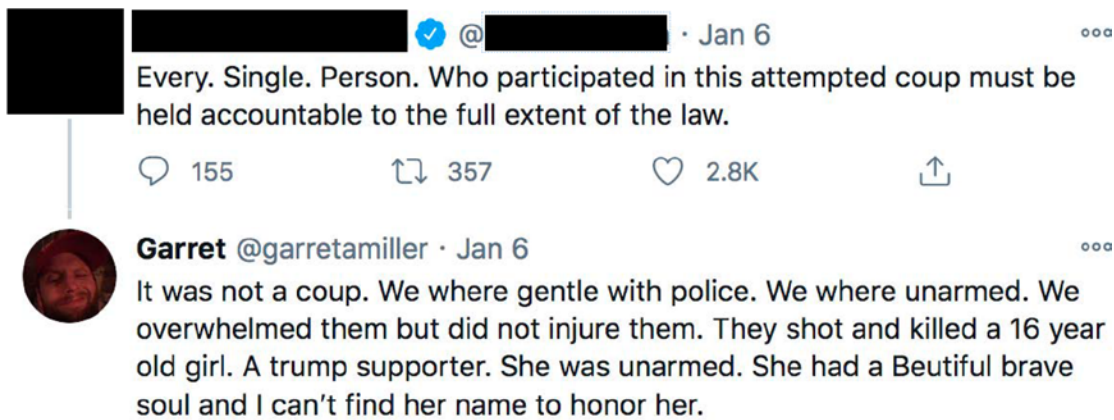 @ · Jan 6
Every. Single. Person. Who participated in this attempted coup must be
held accountable to the full extent of the law.
155 357 2.8K
Garret @garretamiller · Jan 6
It was not a coup. We where gentle with police. We where unarmed. We
overwhelmed them but did not injure them. They shot and killed a 16 year
old girl. A trump supporter. She was unarmed. She had a Beutiful brave
soul and I can't find her name to honor her.